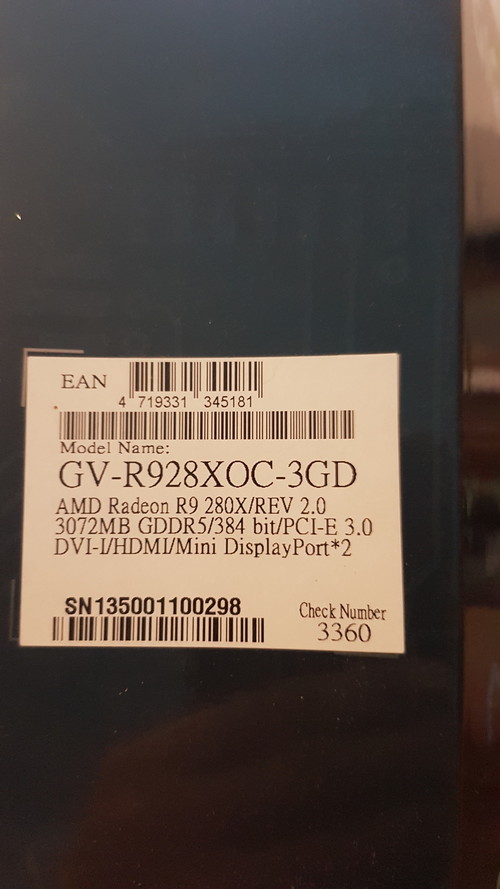 EAN
4 719331 345181
Model Name:
GV-R928XOC-3GD
AMD Radeon R9 280X/REV 2.0
3072MB GDDR5/384 bit/PCI-E 3.0
DVI-I/HDMI/Mini DisplayPort*2
SN135001100298
Check Number
3360